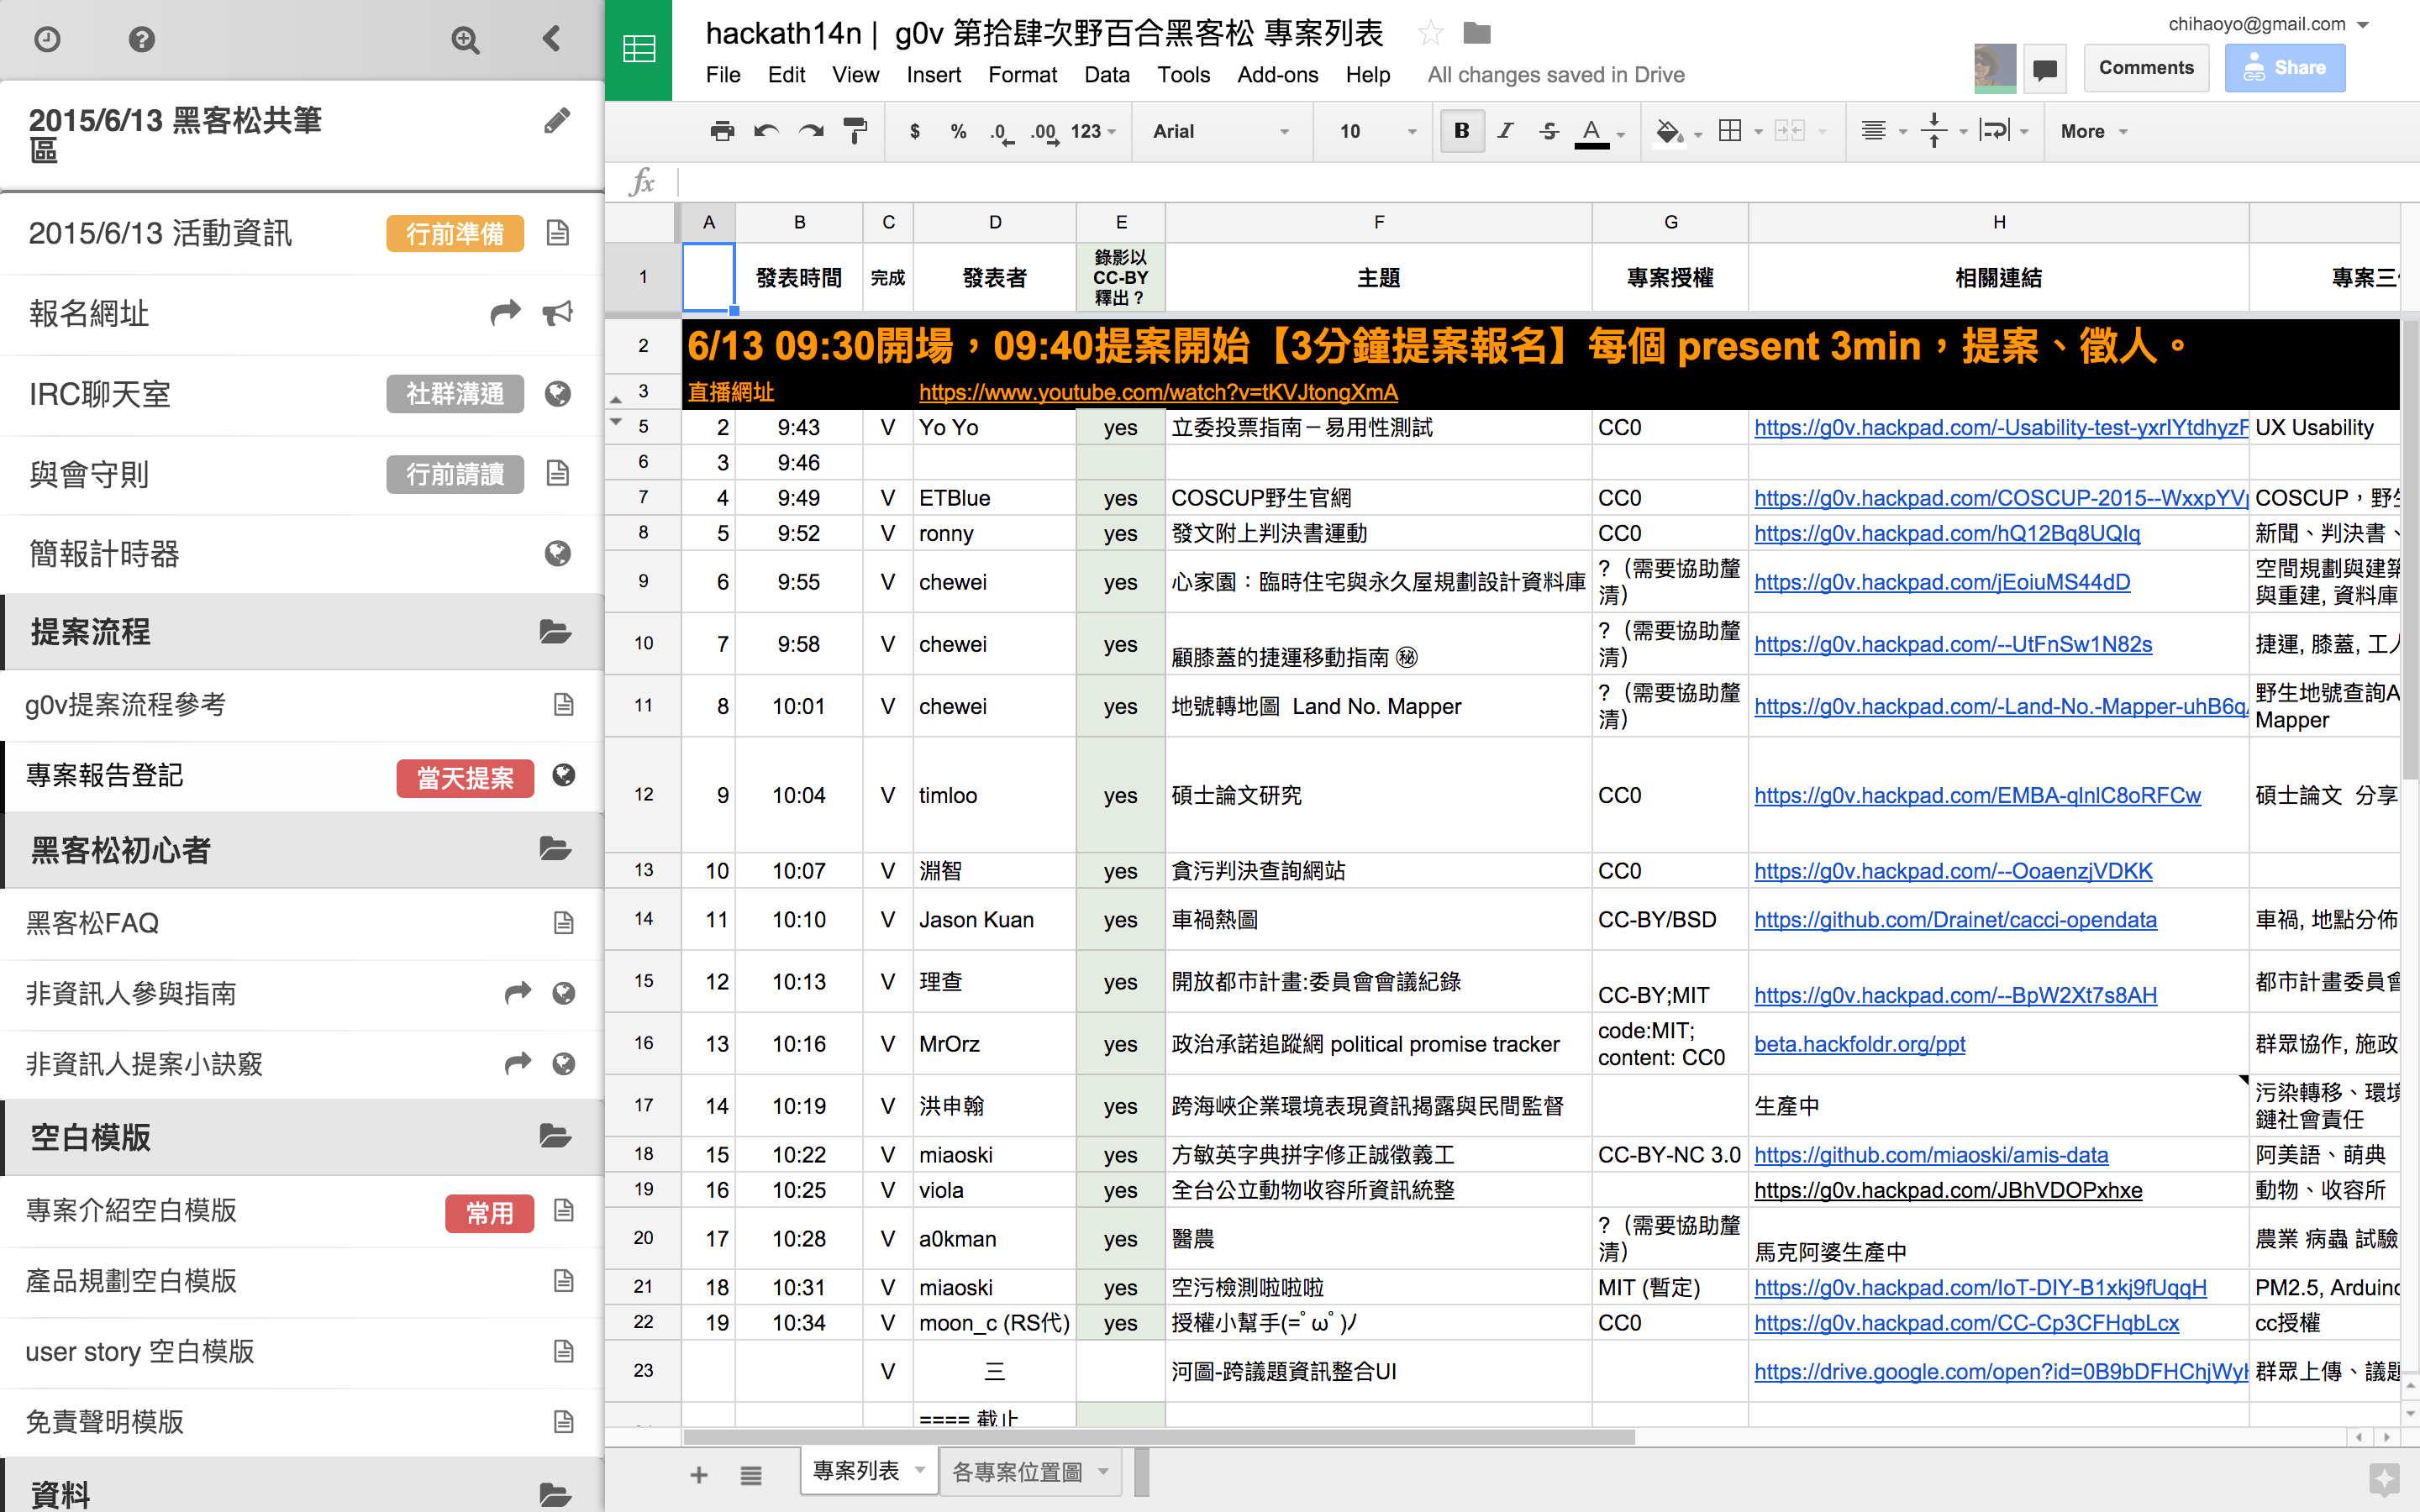 2015/6/13 黑客松共筆
區
2015/6/13 活動資訊 行前準備
報名網址
IRC聊天室 社群溝通
與會守則 行前請讀
簡報計時器
提案流程
g0v提案流程參考
專案報告登記 當天提案
黑客松初心者
黑客松FAQ
非資訊人參與指南
非資訊人提案小訣竅
空白模版
專案介紹空白模版 常用
產品規劃空白模版
user story 空白模版
免責聲明模版
資料
hackath14n | g0v 第拾肆次野百合黑客松 專案列表
chihaoyo@gmail.com
File Edit View Insert Format Data Tools Add-ons Help All changes saved in Drive
Comments Share
$ % .0 .00 123 Arial 10 B I S A More
fx
A B C D E F G H
1 發表時間 完成 發表者 錄影以 CC-BY 釋出？ 主題 專案授權 相關連結 專案三
2 6/13 09:30開場，09:40提案開始【3分鐘提案報名】每個 present 3min，提案、徵人。
3 直播網址 https://www.youtube.com/watch?v=tKVJtongXmA
5 2 9:43 V Yo Yo yes 立委投票指南－易用性測試 CC0 https://g0v.hackpad.com/-Usability-test-yxrIYtdhyzF UX Usability
6 3 9:46
7 4 9:49 V ETBlue yes COSCUP野生官網 CC0 https://g0v.hackpad.com/COSCUP-2015--WxxpYV COSCUP，野生
8 5 9:52 V ronny yes 發文附上判決書運動 CC0 https://g0v.hackpad.com/hQ12Bq8UQIq 新聞、判決書、
9 6 9:55 V chewei yes 心家園：臨時住宅與永久屋規劃設計資料庫 ?（需要協助釐清） https://g0v.hackpad.com/jEoiuMS44dD 空間規劃與建築 與重建, 資料庫
10 7 9:58 V chewei yes 顧膝蓋的捷運移動指南 ㊙ ?（需要協助釐清） https://g0v.hackpad.com/--UtFnSw1N82s 捷運, 膝蓋, 工人
11 8 10:01 V chewei yes 地號轉地圖 Land No. Mapper ?（需要協助釐清） https://g0v.hackpad.com/-Land-No.-Mapper-uhB6q 野生地號查詢A Mapper
12 9 10:04 V timloo yes 碩士論文研究 CC0 https://g0v.hackpad.com/EMBA-qlnlC8oRFCw 碩士論文 分享
13 10 10:07 V 淵智 yes 貪污判決查詢網站 CC0 https://g0v.hackpad.com/--OoaenzjVDKK
14 11 10:10 V Jason Kuan yes 車禍熱圖 CC-BY/BSD https://github.com/Drainet/cacci-opendata 車禍, 地點分佈
15 12 10:13 V 理查 yes 開放都市計畫:委員會會議紀錄 CC-BY;MIT https://g0v.hackpad.com/--BpW2Xt7s8AH 都市計畫委員會
16 13 10:16 V MrOrz yes 政治承諾追蹤網 political promise tracker code:MIT; content: CC0 beta.hackfoldr.org/ppt 群眾協作, 施政
17 14 10:19 V 洪申翰 yes 跨海峽企業環境表現資訊揭露與民間監督 生產中 污染轉移、環境 鏈社會責任
18 15 10:22 V miaoski yes 方敏英字典拼字修正誠徵義工 CC-BY-NC 3.0 https://github.com/miaoski/amis-data 阿美語、萌典
19 16 10:25 V viola yes 全台公立動物收容所資訊統整 https://g0v.hackpad.com/JBhVDOPxhxe 動物、收容所
20 17 10:28 V a0kman yes 醫農 ?（需要協助釐清） 馬克阿婆生產中 農業 病蟲 試驗
21 18 10:31 V miaoski yes 空污檢測啦啦啦 MIT (暫定) https://g0v.hackpad.com/IoT-DIY-B1xkj9fUqqH PM2.5, Arduino
22 19 10:34 V moon_c (RS代) yes 授權小幫手(=ﾟωﾟ)ﾉ CC0 https://g0v.hackpad.com/CC-Cp3CFHqbLcx cc授權
23 V 三 河圖-跨議題資訊整合UI https://drive.google.com/open?id=0B9bDFHChjWy 群眾上傳、議題
==== 截止
專案列表 各專案位置圖